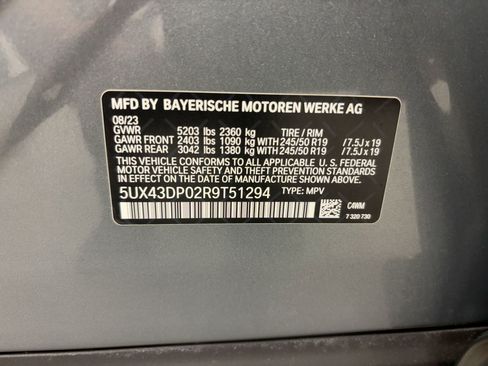 MFD BY BAYERISCHE MOTOREN WERKE AG
08/23
GVWR 5203 lbs 2360 kg TIRE / RIM
GAWR FRONT 2403 lbs 1090 kg WITH 245/50 R19 /7.5J x 19
GAWR REAR 3042 lbs 1380 kg WITH 245/50 R19 /7.5J x 19
THIS VEHICLE CONFORMS TO ALL APPLICABLE FEDERAL MOTOR VEHICLE SAFETY,
BUMPER, AND THEFT PREVENTION STANDARDS IN EFFECT ON THE DATE OF MANUFACTURE SHOWN ABOVE.
5UX43DP02R9T51294 TYPE: MPV
C4WM
7 320 730